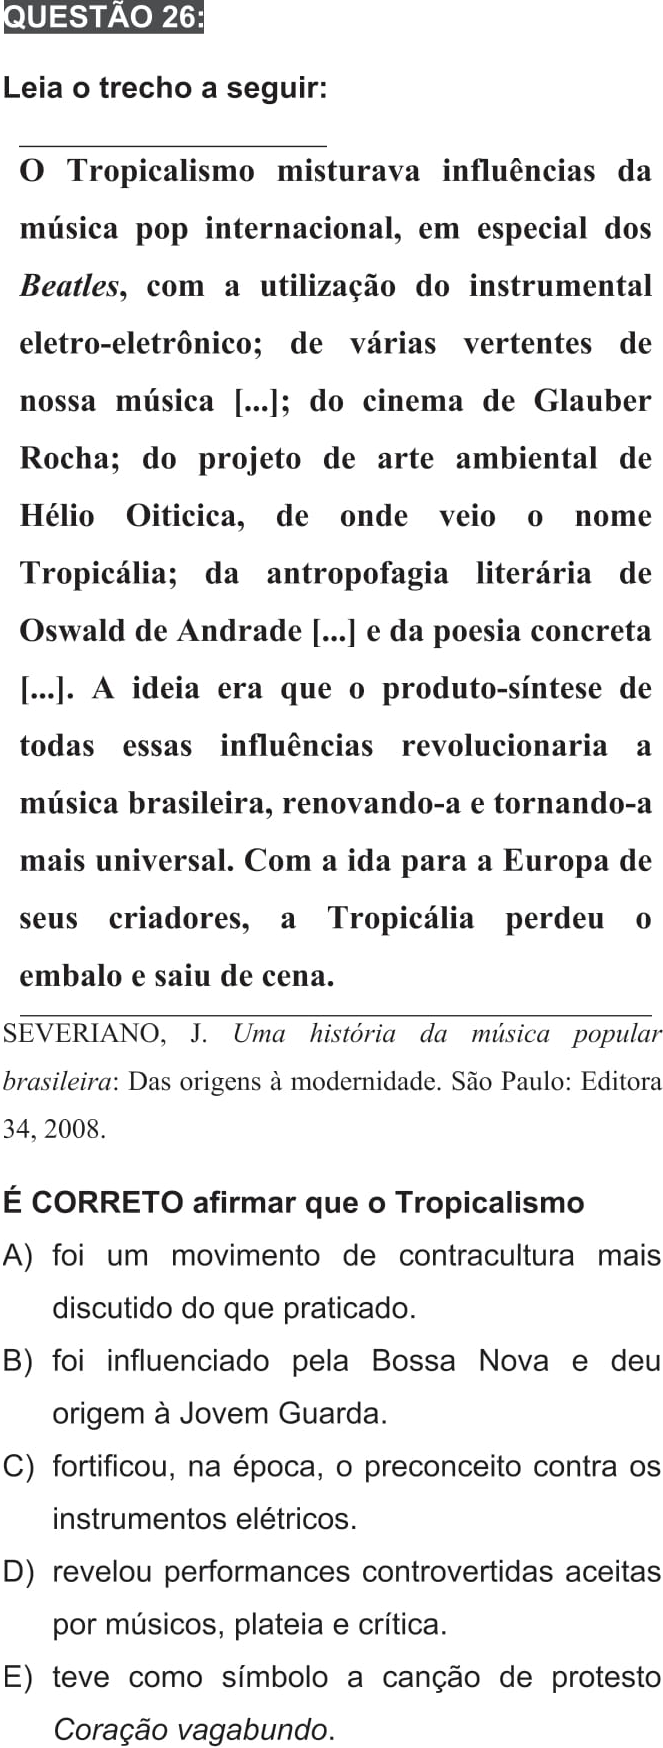 QUESTÃO 26:
Leia o trecho a seguir:
O Tropicalismo misturava influências da
música pop internacional, em especial dos
Beatles, com a utilização do instrumental
eletro-eletrônico; de várias vertentes de
nossa música [...]; do cinema de Glauber
Rocha; do projeto de arte ambiental de
Hélio Oiticica, de onde veio o nome
Tropicália; da antropofagia literária de
Oswald de Andrade [...] e da poesia concreta
[...]. A ideia era que o produto-síntese de
todas essas influências revolucionaria a
música brasileira, renovando-a e tornando-a
mais universal. Com a ida para a Europa de
seus criadores, a Tropicália perdeu o
embalo e saiu de cena.
SEVERIANO, J. Uma história da música popular
brasileira: Das origens à modernidade. São Paulo: Editora
34, 2008.
É CORRETO afirmar que o Tropicalismo
A) foi um movimento de contracultura mais
discutido do que praticado.
B) foi influenciado pela Bossa Nova e deu
origem à Jovem Guarda.
C) fortificou, na época, o preconceito contra os
instrumentos elétricos.
D) revelou performances controvertidas aceitas
por músicos, plateia e crítica.
E) teve como símbolo a canção de protesto
Coração vagabundo.